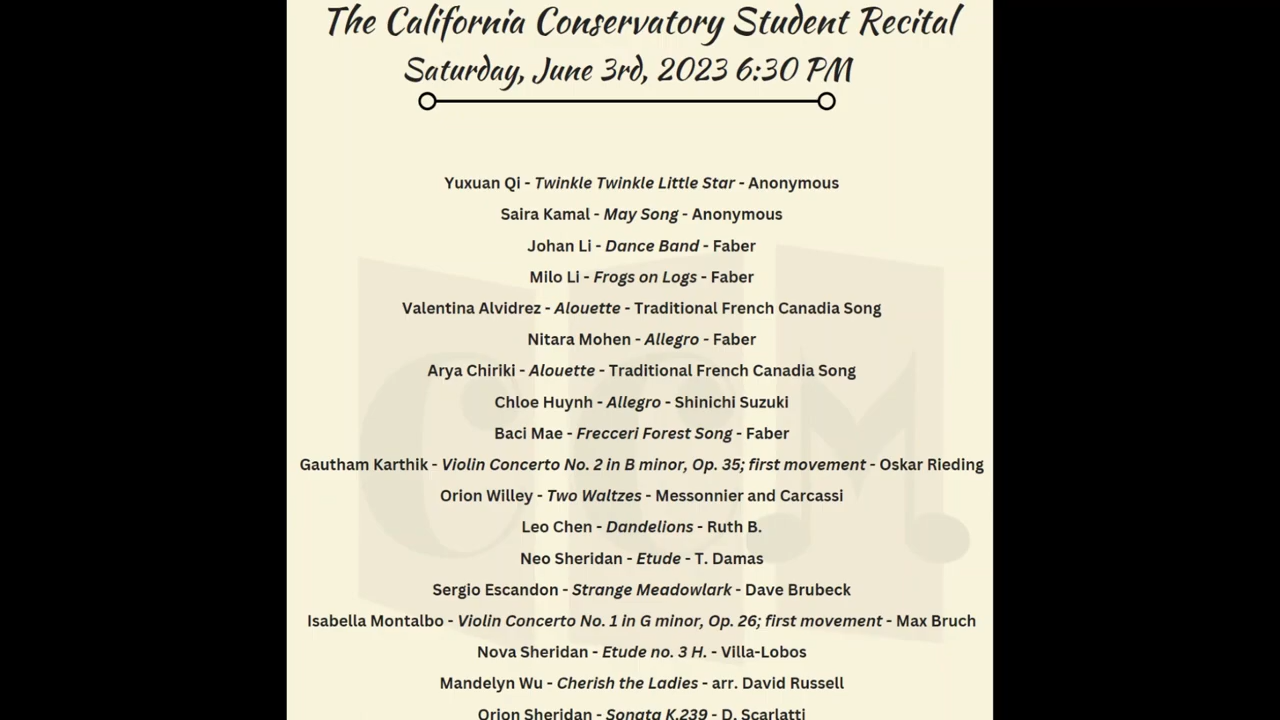 The California Conservatory Student Recital
Saturday, June 3rd, 2023 6:30 PM
Yuxuan Qi - Twinkle Twinkle Little Star - Anonymous
Saira Kamal - May Song - Anonymous
Johan Li - Dance Band - Faber
Milo Li - Frogs on Logs - Faber
Valentina Alvidrez - Alouette - Traditional French Canadia Song
Nitara Mohen - Allegro - Faber
Arya Chiriki - Alouette - Traditional French Canadia Song
Chloe Huynh - Allegro - Shinichi Suzuki
Baci Mae - Frecceri Forest Song - Faber
Gautham Karthik - Violin Concerto No. 2 in B minor, Op. 35; first movement - Oskar Rieding
Orion Willey - Two Waltzes - Messonnier and Carcassi
Leo Chen - Dandelions - Ruth B.
Neo Sheridan - Etude - T. Damas
Sergio Escandon - Strange Meadowlark - Dave Brubeck
Isabella Montalbo - Violin Concerto No. 1 in G minor, Op. 26; first movement - Max Bruch
Nova Sheridan - Etude no. 3 H. - Villa-Lobos
Mandelyn Wu - Cherish the Ladies - arr. David Russell
Orion Sheridan - Sonata K.239 - D. Scarlatti
C.C.M.